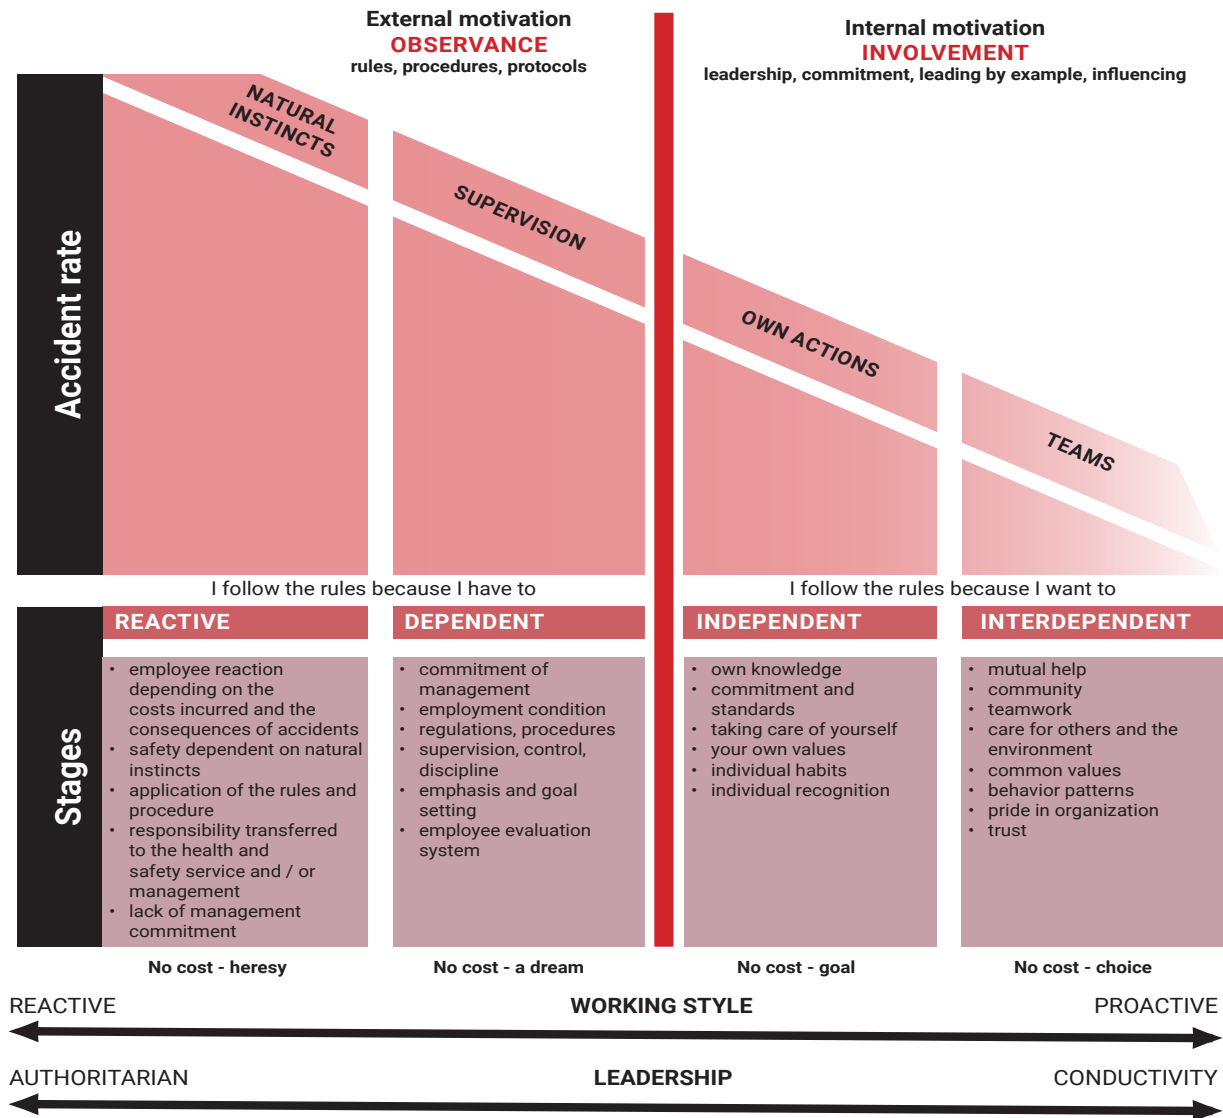 External motivation
OBSERVANCE
rules, procedures, protocols
Internal motivation
INVOLVEMENT
leadership, commitment, leading by example, influencing
Accident rate
NATURAL
INSTINCTS
SUPERVISION
OWN ACTIONS
TEAMS
I follow the rules because I have to
I follow the rules because I want to
Stages
REACTIVE
• employee reaction
depending on the
costs incurred and the
consequences of accidents
• safety dependent on natural
instincts
• application of the rules and
procedure
• responsibility transferred
to the health and
safety service and / or
management
• lack of management
commitment
DEPENDENT
• commitment of
management
• employment condition
• regulations, procedures
• supervision, control,
discipline
• emphasis and goal
setting
• employee evaluation
system
INDEPENDENT
• own knowledge
• commitment and
standards
• taking care of yourself
• your own values
• individual habits
• individual recognition
INTERDEPENDENT
• mutual help
• community
• teamwork
• care for others and the
environment
• common values
• behavior patterns
• pride in organization
• trust
No cost - heresy
No cost - a dream
No cost - goal
No cost - choice
REACTIVE
WORKING STYLE
PROACTIVE
AUTHORITARIAN
LEADERSHIP
CONDUCTIVITY